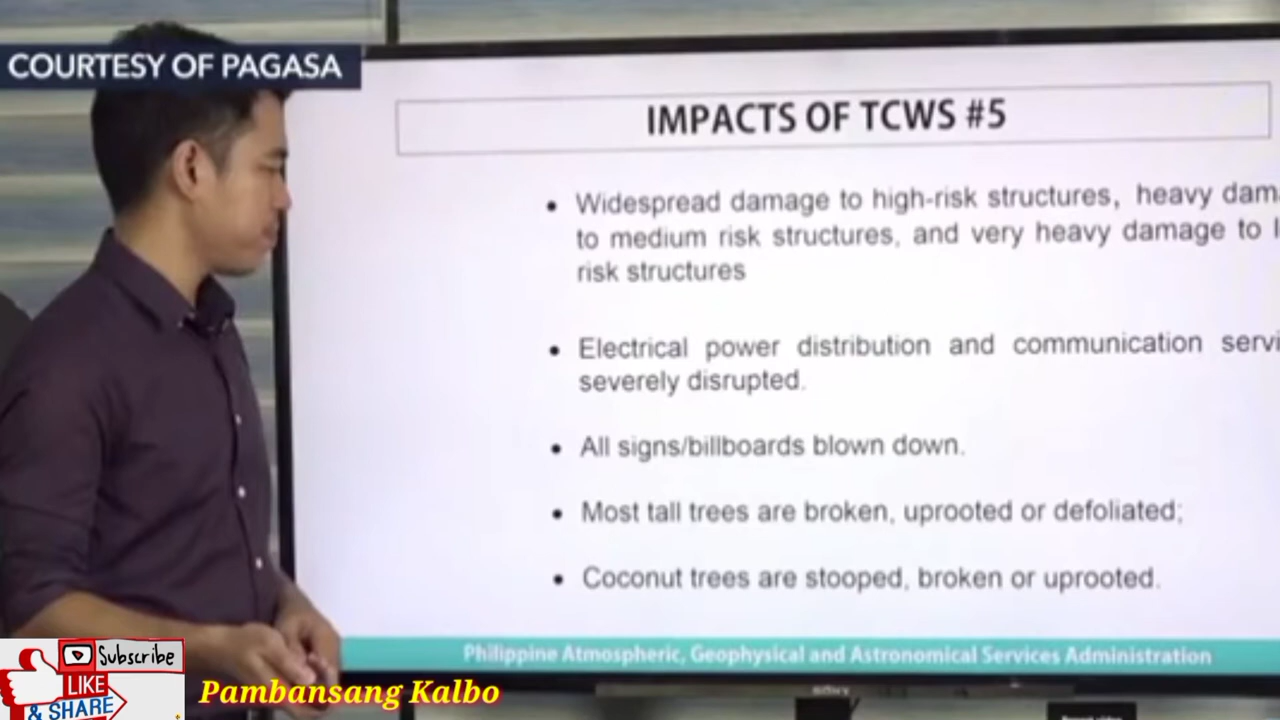 COURTESY OF PAGASA
IMPACTS OF TCWS #5
• Widespread damage to high-risk structures, heavy dam
to medium risk structures, and very heavy damage to l
risk structures
• Electrical power distribution and communication servi
severely disrupted.
• All signs/billboards blown down.
• Most tall trees are broken, uprooted or defoliated;
• Coconut trees are stooped, broken or uprooted.
Philippine Atmospheric, Geophysical and Astronomical Services Administration
SONY
Subscribe
LIKE
& SHARE
Pambansang Kalbo